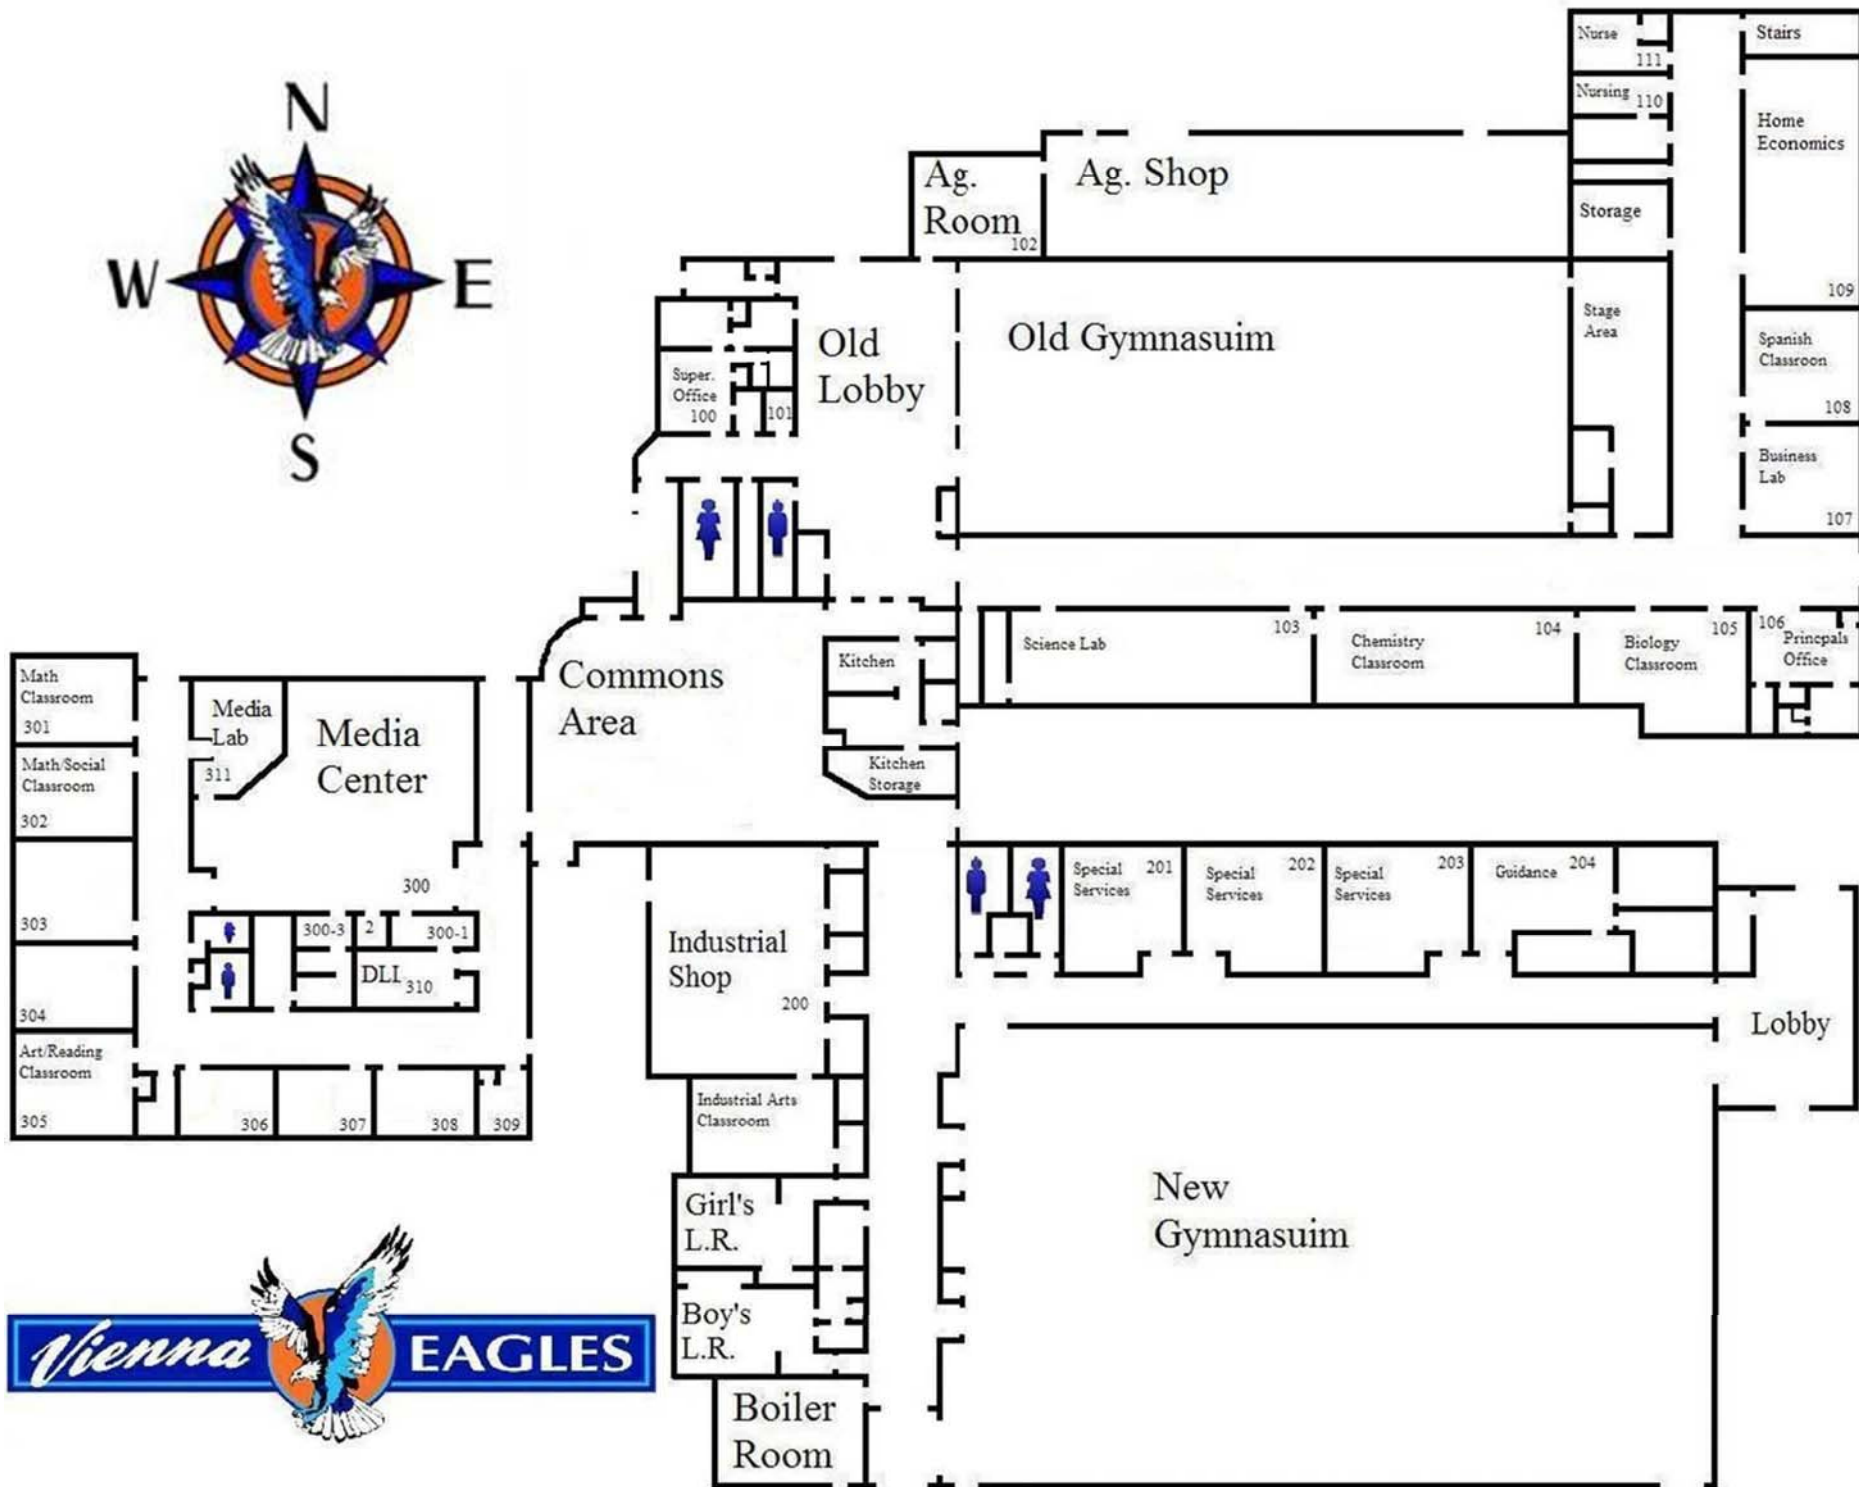 N
W
E
S
Nurse
111
Nursing
110
Storage
Stairs
Home
Economics
109
Ag.
Room
102
Ag. Shop
Super.
Office
100
1
101
Old
Lobby
Old Gymnasuim
Stage
Area
Spanish
Classroon
108
Business
Lab
107
Kitchen
Kitchen
Storage
Science Lab
103
Chemistry
Classroom
104
Biology
Classroom
105
106
Princpals
Office
Commons
Area
Math
Classroom
301
Math/Social
Classroom
302
303
304
Art/Reading
Classroom
305
Media
Lab
311
Media
Center
300
300-3
2
300-1
DLI
310
306
307
308
309
Industrial
Shop
200
Industrial Arts
Classroom
Girl's
L.R.
Boy's
L.R.
Boiler
Room
Special
Services
201
Special
Services
202
Special
Services
203
Guidance
204
Lobby
New
Gymnasuim
Vienna EAGLES